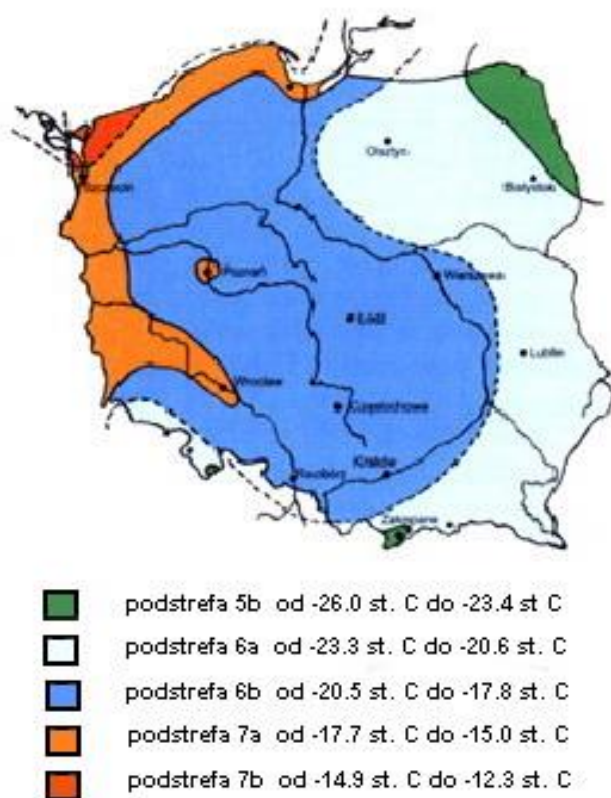 Szczecin
Olsztyn
Białystok
Poznań
Warszawa
Łódź
Lublin
Wrocław
Częstochowa
Racibórz
Kraków
Zakopane
podstrefa 5b od -26.0 st. C do -23.4 st C
podstrefa 6a od -23.3 st. C do -20.6 st. C
podstrefa 6b od -20.5 st. C do -17.8 st. C
podstrefa 7a od -17.7 st. C do -15.0 st. C
podstrefa 7b od -14.9 st. C do -12.3 st. C